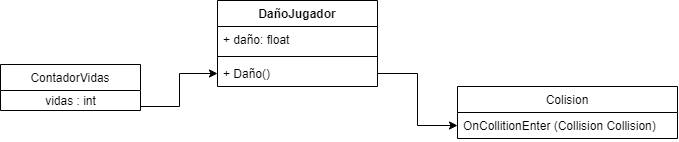 DañoJugador
+ daño: float
+ Daño()
ContadorVidas
vidas : int
Colision
OnCollitionEnter (Collision Collision)